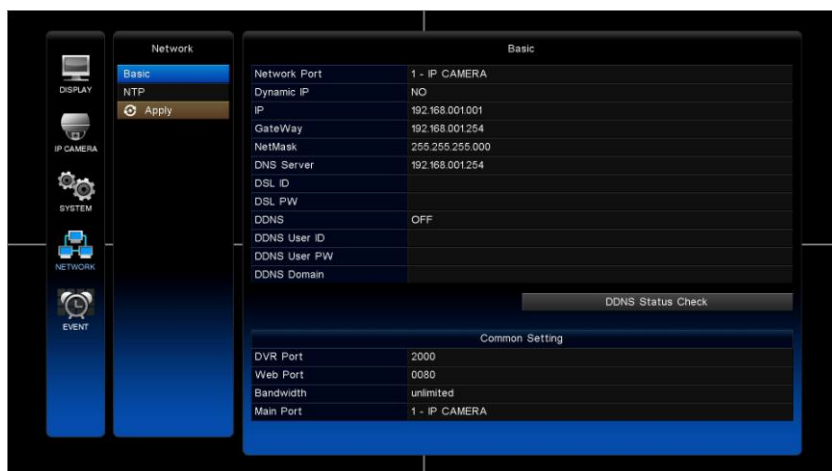 Network
Basic
DISPLAY
Basic
NTP
Apply
IP CAMERA
SYSTEM
NETWORK
EVENT
Network Port 1 - IP CAMERA
Dynamic IP NO
IP 192.168.001.001
GateWay 192.168.001.254
NetMask 255.255.255.000
DNS Server 192.168.001.254
DSL ID
DSL PW
DDNS OFF
DDNS User ID
DDNS User PW
DDNS Domain
DDNS Status Check
Common Setting
DVR Port 2000
Web Port 0080
Bandwidth unlimited
Main Port 1 - IP CAMERA